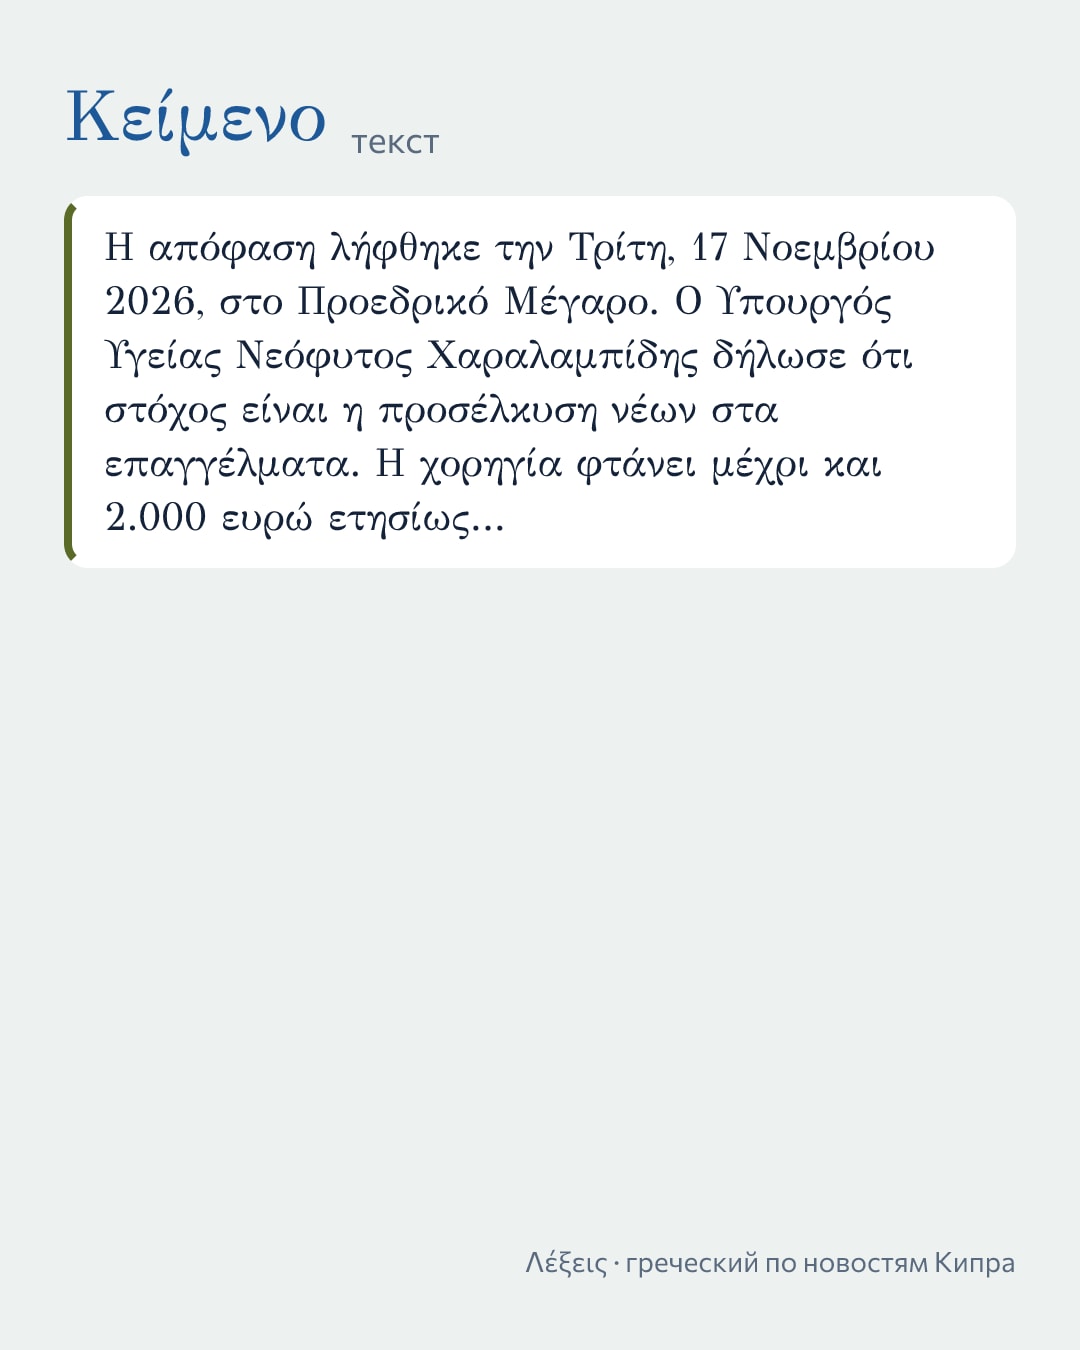 Κείμενο текст
Η απόφαση λήφθηκε την Τρίτη, 17 Νοεμβρίου
2026, στο Προεδρικό Μέγαρο. Ο Υπουργός
Υγείας Νεόφυτος Χαραλαμπίδης δήλωσε ότι
στόχος είναι η προσέλκυση νέων στα
επαγγέλματα. Η χορηγία φτάνει μέχρι και
2.000 ευρώ ετησίως...
Λέξεις · греческий по новостям Кипра